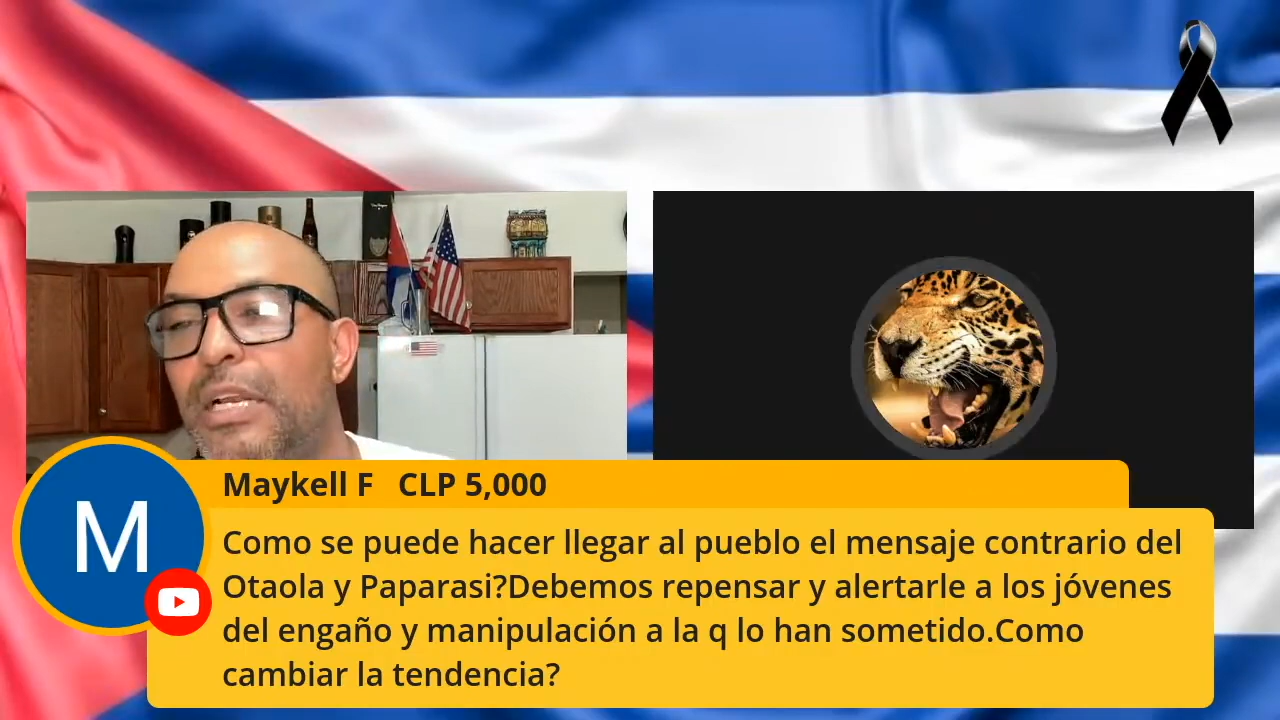 Maykell F CLP 5,000
M
Como se puede hacer llegar al pueblo el mensaje contrario del
Otaola y Paparasi?Debemos repensar y alertarle a los jóvenes
del engaño y manipulación a la q lo han sometido.Como
cambiar la tendencia?